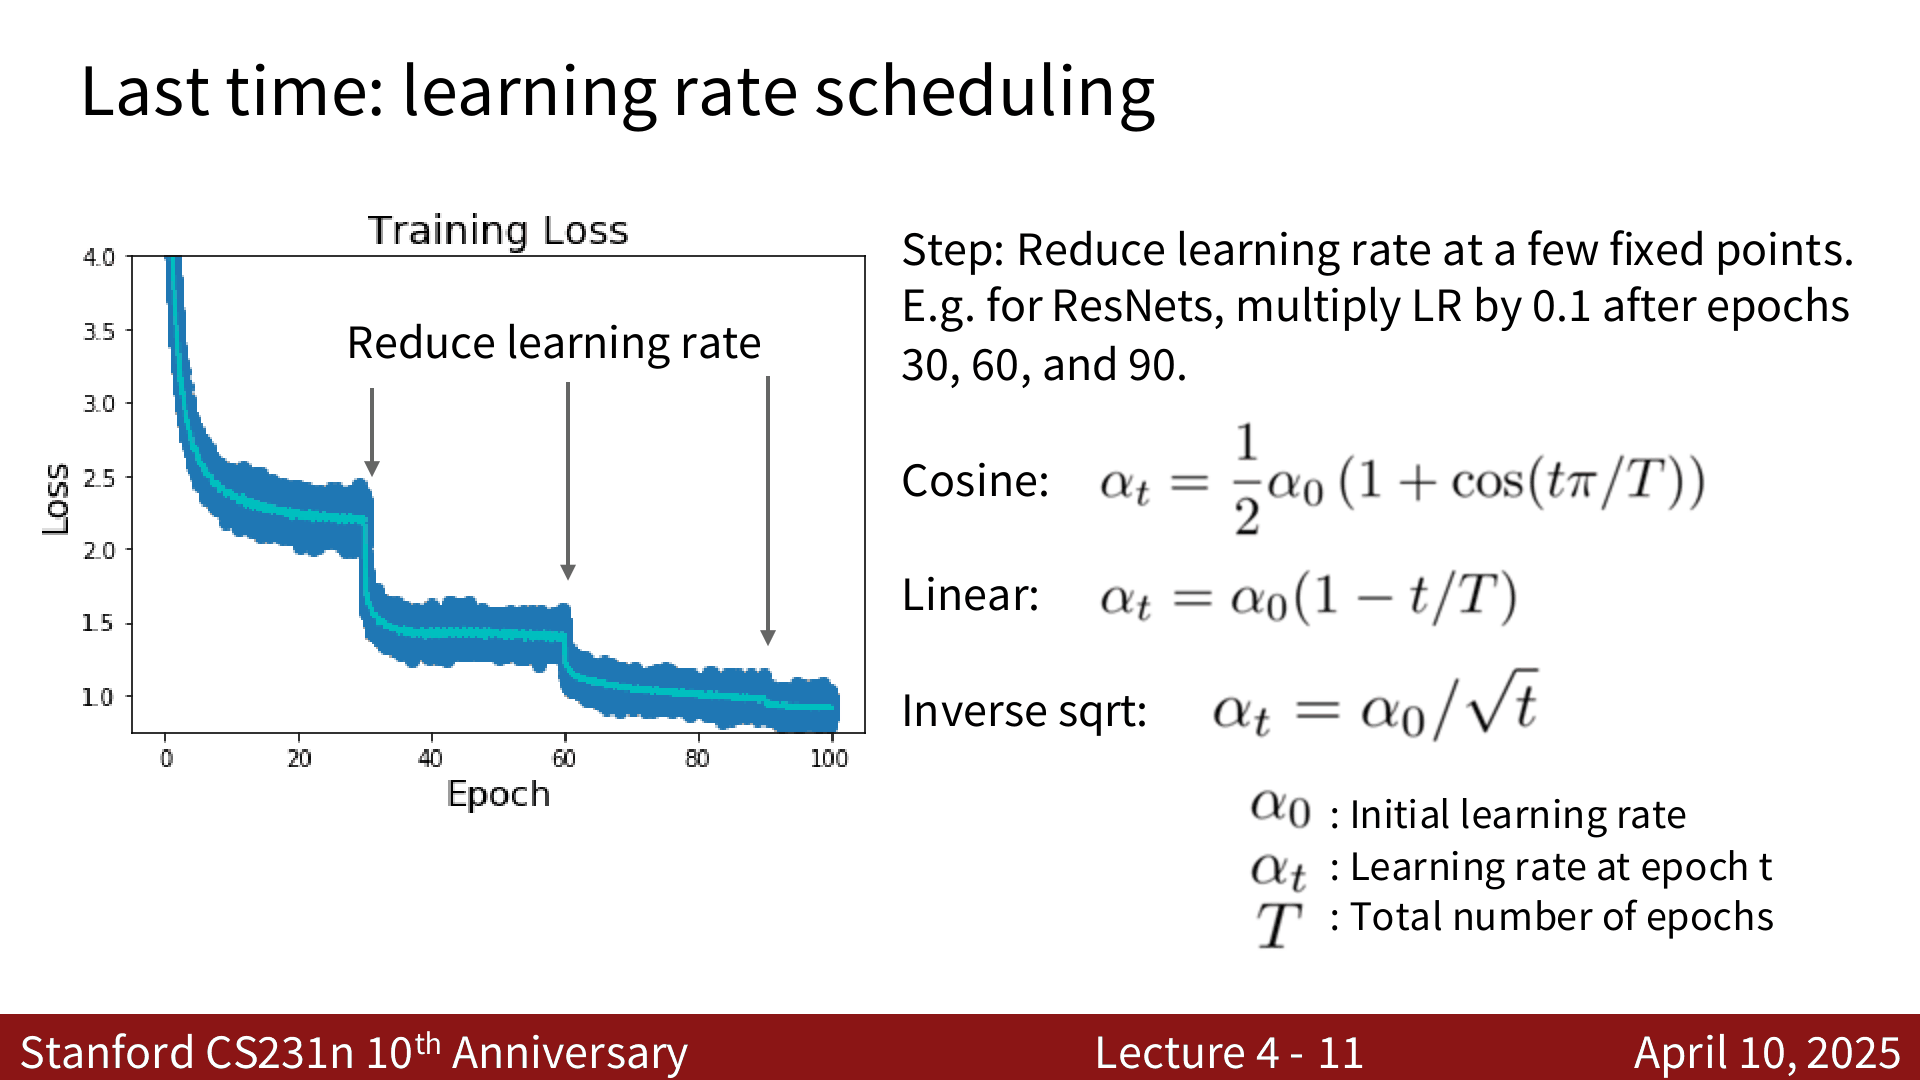 Last time: learning rate scheduling
Training Loss
4.0
3.5
3.0
2.5
2.0
1.5
1.0
Loss
Reduce learning rate
0 20 40 60 80 100
Epoch
Step: Reduce learning rate at a few fixed points.
E.g. for ResNets, multiply LR by 0.1 after epochs
30, 60, and 90.
Cosine: αₜ = 1/2 α₀ (1 + cos(tπ/T))
Linear: αₜ = α₀(1 − t/T)
Inverse sqrt: αₜ = α₀/√t
α₀ : Initial learning rate
αₜ : Learning rate at epoch t
T : Total number of epochs
Stanford CS231n 10th Anniversary
Lecture 4 - 11
April 10, 2025